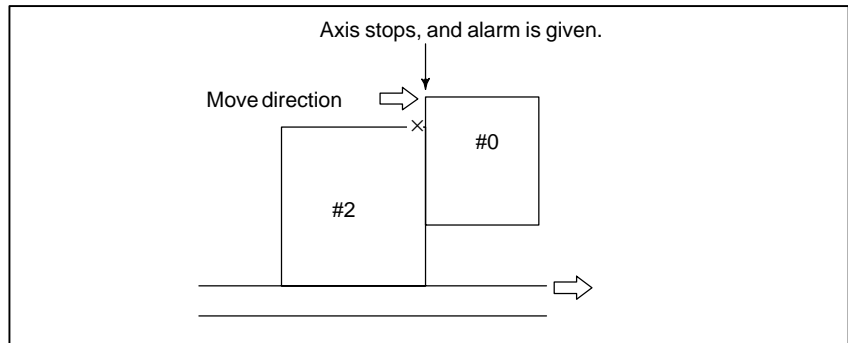 Axis stops, and alarm is given.
Move direction
#0
#2